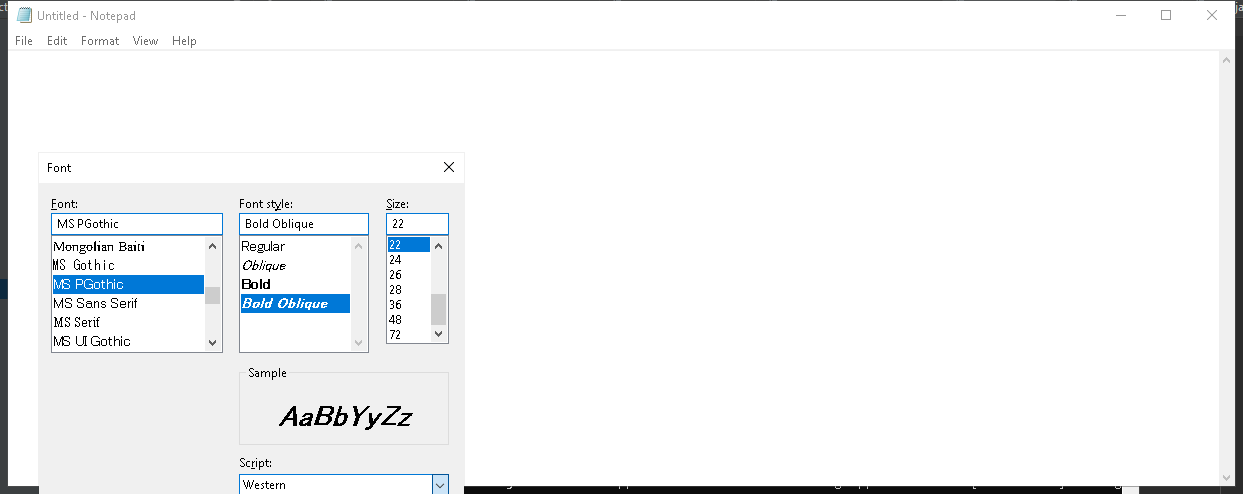 Untitled - Notepad
File Edit Format View Help
Font
Font: Font style: Size:
MS PGothic Bold Oblique 22
Mongolian Baiti
MS Gothic
MS PGothic
MS Sans Serif
MS Serif
MS UI Gothic
Regular
Oblique
Bold
Bold Oblique
22
24
26
28
36
48
72
Sample
AaBbYyZz
Script:
Western